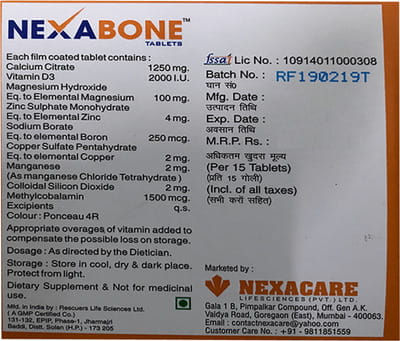 NEXABONE™
TABLETS
Each film coated tablet contains :
Calcium Citrate 1250 mg.
Vitamin D3 2000 I.U.
Magnesium Hydroxide
Eq. to Elemental Magnesium 100 mg.
Zinc Sulphate Monohydrate
Eq. to Elemental Zinc 4 mg.
Sodium Borate
Eq. to elemental Boron 250 mcg.
Copper Sulfate Pentahydrate
Eq. to elemental Copper 2 mg.
Manganese 2 mg.
(As manganese Chloride Tetrahydrate)
Colloidal Silicon Dioxide 2 mg.
Methylcobalamin 1500 mcg.
Excipients q.s.
Colour : Ponceau 4R
Appropriate overages of vitamin added to
compensate the possible loss on storage.
Dosage : As directed by the Dietician.
Storage : Store in cool, dry & dark place.
Protect from light.
Dietary Supplement & Not for medicinal
use.
Mfd. in India by : Rescuers Life Sciences Ltd.
( A GMP Certified Co.)
131-132, EPIP, Phase-1, Jharmajri
Baddi, Distt. Solan (H.P.) - 173 205
fssai Lic No : 10914011000308
Batch No. : RF190219T
घान सं०
Mfg. Date :
उत्पादन तिथि
Exp. Date :
अवसान तिथि
M.R.P. Rs :
अधिकतम खुदरा मूल्य
(Per 15 Tablets)
(प्रति 15 गोली)
(Incl. of all taxes)
(सभी करों सहित)
Marketed by :
NEXACARE
LIFESCIENCES (PVT.) LTD.
Gala 1 B, Pimpalkar Compound, Off. Gen A.K.
Vaidya Road, Goregaon (East), Mumbai - 400063.
Email : contactnexacare@yahoo.com
Customer Care No : +91 - 9811851559